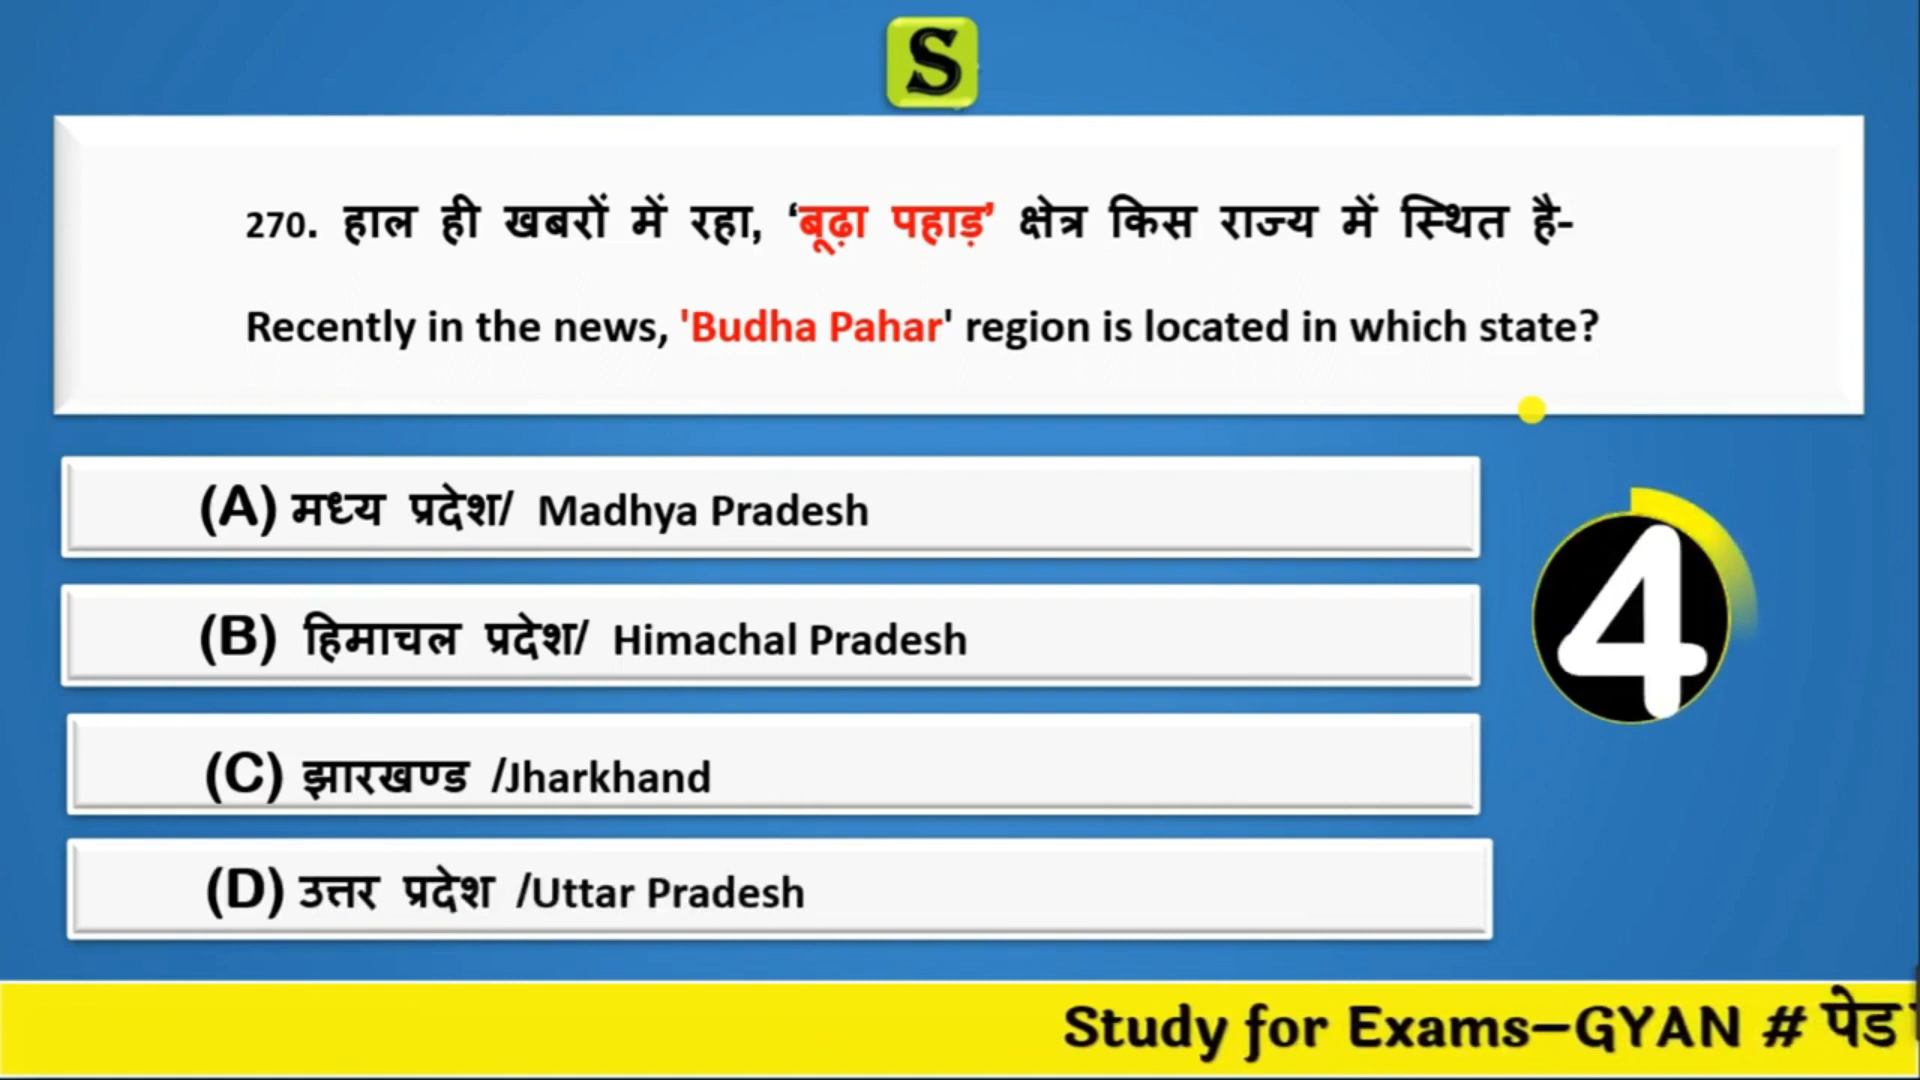 S
270. हाल ही खबरों में रहा, ‘बूढ़ा पहाड़’ क्षेत्र किस राज्य में स्थित है-
Recently in the news, 'Budha Pahar' region is located in which state?
(A) मध्य प्रदेश/ Madhya Pradesh
(B) हिमाचल प्रदेश/ Himachal Pradesh
4
(C) झारखण्ड /Jharkhand
(D) उत्तर प्रदेश /Uttar Pradesh
Study for Exams–GYAN # पेड